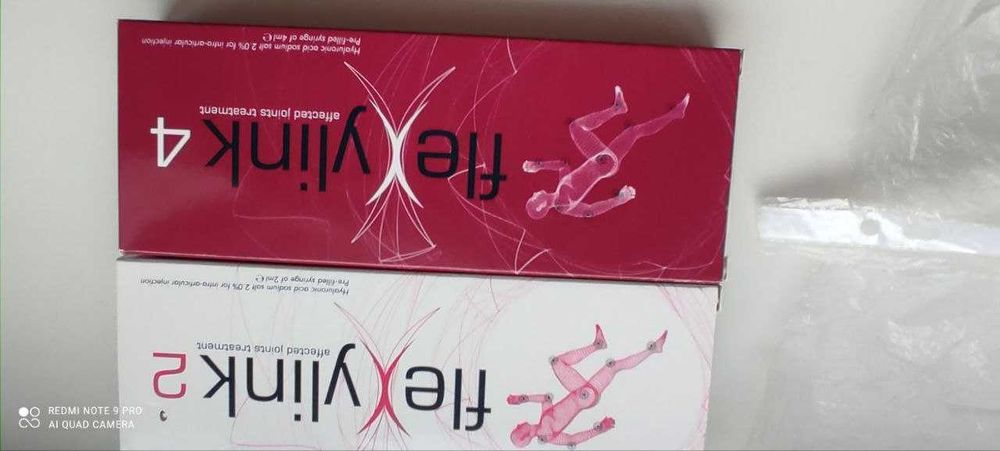 flexylink 4
affected joints treatment
Hyaluronic acid sodium salt 2.0% for intra-articular injection
Pre-filled syringe of 4ml CE
flexylink 2
affected joints treatment
Hyaluronic acid sodium salt 2.0% for intra-articular injection
Pre-filled syringe of 2ml CE
REDMI NOTE 9 PRO
AI QUAD CAMERA